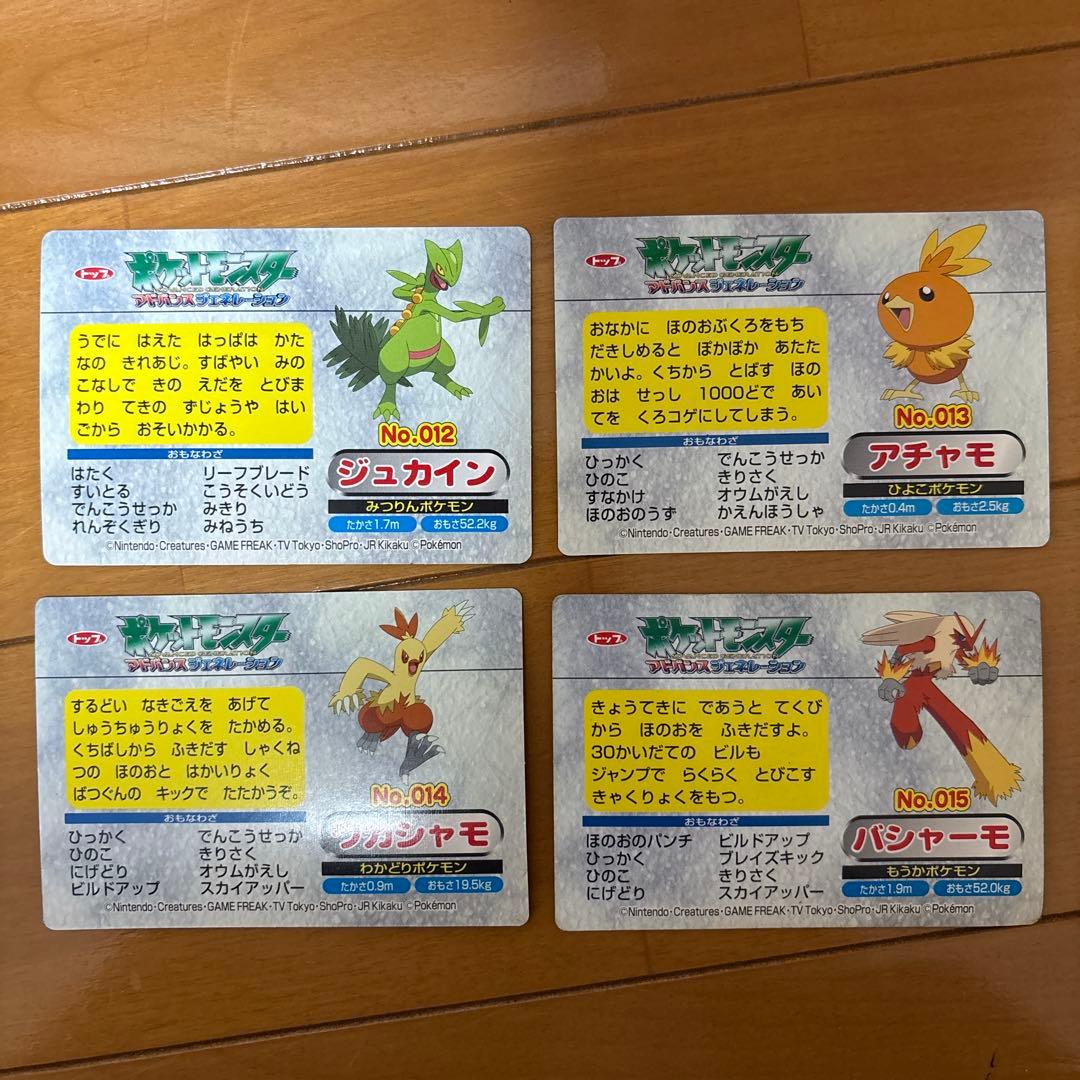 トップ
ポケットモンスター
ADVANCED GENERATION
アドバンスジェネレーション
うでに はえた はっぱは かた
なの きれあじ。すばやい みの
こなしで きの えだを とびま
わり てきの ずじょうや はい
ごから おそいかかる。
No.012
おもなわざ
はたく リーフブレード
すいとる こうそくいどう
でんこうせっか みきり
れんぞくぎり みねうち
ジュカイン
みつりんポケモン
たかさ1.7m おもさ52.2kg
©Nintendo・Creatures・GAME FREAK・TV Tokyo・ShoPro・JR Kikaku ©Pokémon
トップ
ポケットモンスター
ADVANCED GENERATION
アドバンスジェネレーション
おなかに ほのおぶくろをもち
だきしめると ぽかぽか あたた
かいよ。くちから とばす ほの
おは せっし 1000どで あい
てを くろコゲにしてしまう。
No.013
おもなわざ
ひっかく でんこうせっか
ひのこ きりさく
すなかけ オウムがえし
ほのおのうず かえんほうしゃ
アチャモ
ひよこポケモン
たかさ0.4m おもさ2.5kg
©Nintendo・Creatures・GAME FREAK・TV Tokyo・ShoPro・JR Kikaku ©Pokémon
トップ
ポケットモンスター
ADVANCED GENERATION
アドバンスジェネレーション
するどい なきごえを あげて
しゅうちゅうりょくを たかめる。
くちばしから ふきだす しゃくね
つの ほのおと はかいりょく
ばつぐんの キックで たたかうぞ。
No.014
おもなわざ
ひっかく でんこうせっか
ひのこ きりさく
にげどり オウムがえし
ビルドアップ スカイアッパー
ワカシャモ
わかどりポケモン
たかさ0.9m おもさ19.5kg
©Nintendo・Creatures・GAME FREAK・TV Tokyo・ShoPro・JR Kikaku ©Pokémon
トップ
ポケットモンスター
ADVANCED GENERATION
アドバンスジェネレーション
きょうてきに であうと てくび
から ほのおを ふきだすよ。
30かいだての ビルも
ジャンプで らくらく とびこす
きゃくりょくをもつ。
No.015
おもなわざ
ほのおのパンチ ビルドアップ
ひっかく ブレイズキック
ひのこ きりさく
にげどり スカイアッパー
バシャーモ
もうかポケモン
たかさ1.9m おもさ52.0kg
©Nintendo・Creatures・GAME FREAK・TV Tokyo・ShoPro・JR Kikaku ©Pokémon